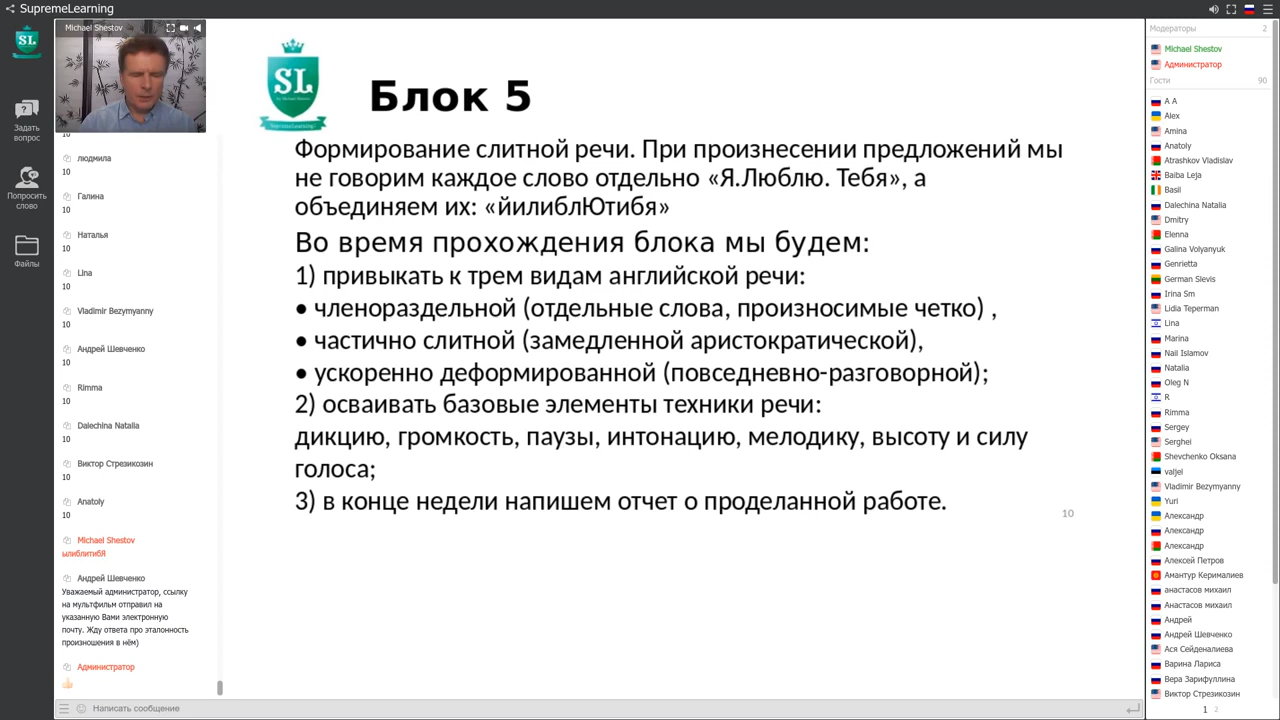 Supreme Learning
Michael Shestov
10
людмила
10
Галина
10
Наталья
10
Lina
10
Vladimir Bezymyanny
10
Андрей Шевченко
10
Rimma
10
Dalechina Natalia
10
Виктор Стрезикозин
10
Anatoly
10
Michael Shestov
ылиблитибЯ
Андрей Шевченко
Уважаемый администратор, ссылку
на мультфильм отправил на
указанную Вами электронную
почту. Жду ответа про эталонность
произношения в нём)
Администратор
Написать сообщение
Задать
вопрос
Попросить
слово
Файлы
SL
Блок 5
Формирование слитной речи. При произнесении предложений мы
не говорим каждое слово отдельно «Я.Люблю. Тебя», а
объединяем их: «йилиблЮтибя»
Во время прохождения блока мы будем:
1) привыкать к трем видам английской речи:
• членораздельной (отдельные слова, произносимые четко) ,
• частично слитной (замедленной аристократической),
• ускоренно деформированной (повседневно-разговорной);
2) осваивать базовые элементы техники речи:
дикцию, громкость, паузы, интонацию, мелодику, высоту и силу
голоса;
3) в конце недели напишем отчет о проделанной работе.
10
Модераторы 2
Michael Shestov
Администратор
Гости 90
A A
Alex
Amina
Anatoly
Atrashkov Vladislav
Baiba Leja
Basil
Dalechina Natalia
Dmitry
Elenna
Galina Volyanyuk
Genrietta
German Slevis
Irina Sm
Lidia Teperman
Lina
Marina
Nail Islamov
Natalia
Oleg N
R
Rimma
Sergey
Serghei
Shevchenko Oksana
valjel
Vladimir Bezymyanny
Yuri
Александр
Александр
Александр
Алексей Петров
Амантур Керималиев
анастасов михаил
Анастасов михаил
Андрей
Андрей Шевченко
Ася Сейденалиева
Варина Лариса
Вера Зарифуллина
Виктор Стрезикозин
1 2